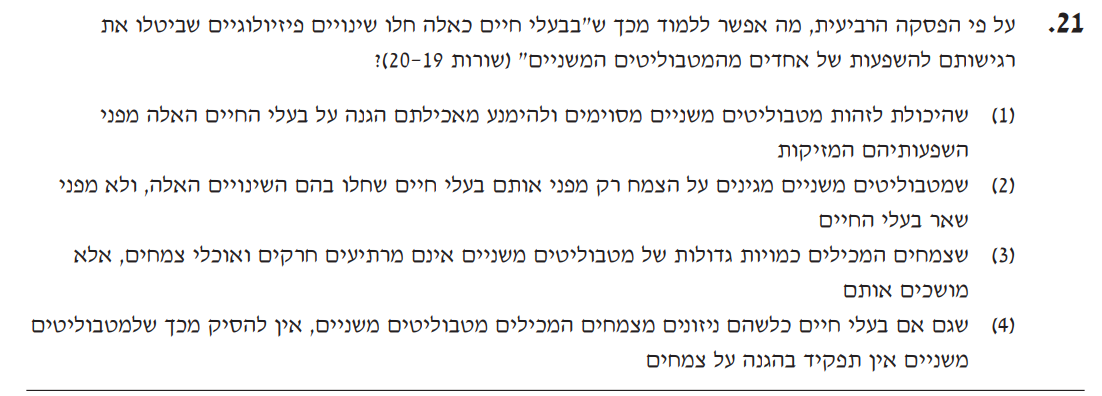 21. על פי הפסקה הרביעית, מה אפשר ללמוד מכך ש"בבעלי חיים כאלה חלו שינויים פיזיולוגיים שביטלו את
רגישותם להשפעות של אחדים מהמטבוליטים המשניים" (שורות 19–20)?
(1) שהיכולת לזהות מטבוליטים משניים מסוימים ולהימנע מאכילתם הגנה על בעלי החיים האלה מפני
השפעותיהם המזיקות
(2) שמטבוליטים משניים מגינים על הצמח רק מפני אותם בעלי חיים שחלו בהם השינויים האלה, ולא מפני
שאר בעלי החיים
(3) שצמחים המכילים כמויות גדולות של מטבוליטים משניים אינם מרתיעים חרקים ואוכלי צמחים, אלא
מושכים אותם
(4) שגם אם בעלי חיים כלשהם ניזונים מצמחים המכילים מטבוליטים משניים, אין להסיק מכך שלמטבוליטים
משניים אין תפקיד בהגנה על צמחים